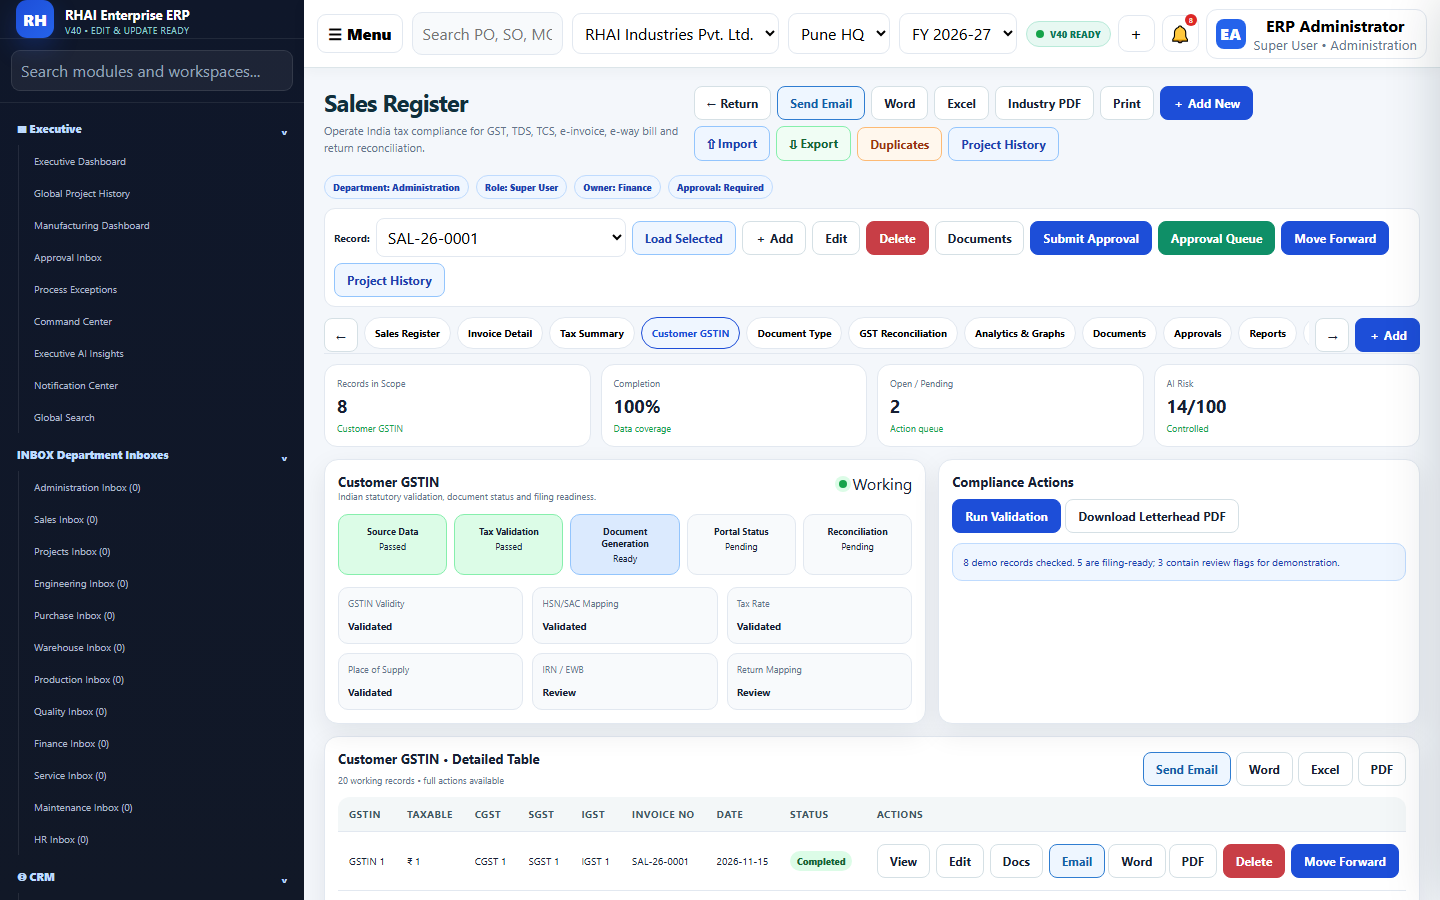 RH
RHAI Enterprise ERP
V40 • EDIT & UPDATE READY
Search modules and workspaces...
Executive
Executive Dashboard
Global Project History
Manufacturing Dashboard
Approval Inbox
Process Exceptions
Command Center
Executive AI Insights
Notification Center
Global Search
INBOX Department Inboxes
Administration Inbox (0)
Sales Inbox (0)
Projects Inbox (0)
Engineering Inbox (0)
Purchase Inbox (0)
Warehouse Inbox (0)
Production Inbox (0)
Quality Inbox (0)
Finance Inbox (0)
Service Inbox (0)
Maintenance Inbox (0)
HR Inbox (0)
CRM
☰ Menu
Search PO, SO, MO
RHAI Industries Pvt. Ltd.
Pune HQ
FY 2026-27
V40 READY
+
8
EA
ERP Administrator
Super User • Administration
Sales Register
Operate India tax compliance for GST, TDS, TCS, e-invoice, e-way bill and
return reconciliation.
← Return
Send Email
Word
Excel
Industry PDF
Print
+ Add New
⇧ Import
⇩ Export
Duplicates
Project History
Department: Administration
Role: Super User
Owner: Finance
Approval: Required
Record:
SAL-26-0001
Load Selected
+ Add
Edit
Delete
Documents
Submit Approval
Approval Queue
Move Forward
Project History
←
Sales Register
Invoice Detail
Tax Summary
Customer GSTIN
Document Type
GST Reconciliation
Analytics & Graphs
Documents
Approvals
Reports
→
+ Add
Records in Scope
8
Customer GSTIN
Completion
100%
Data coverage
Open / Pending
2
Action queue
AI Risk
14/100
Controlled
Customer GSTIN
Indian statutory validation, document status and filing readiness.
Working
Source Data
Passed
Tax Validation
Passed
Document
Generation
Ready
Portal Status
Pending
Reconciliation
Pending
GSTIN Validity
Validated
HSN/SAC Mapping
Validated
Tax Rate
Validated
Place of Supply
Validated
IRN / EWB
Review
Return Mapping
Review
Compliance Actions
Run Validation
Download Letterhead PDF
8 demo records checked. 5 are filing-ready; 3 contain review flags for demonstration.
Customer GSTIN • Detailed Table
20 working records • full actions available
Send Email
Word
Excel
PDF
GSTIN TAXABLE CGST SGST IGST INVOICE NO DATE STATUS ACTIONS
GSTIN 1 ₹ 1 CGST 1 SGST 1 IGST 1 SAL-26-0001 2026-11-15 Completed View Edit Docs Email Word PDF Delete Move Forward